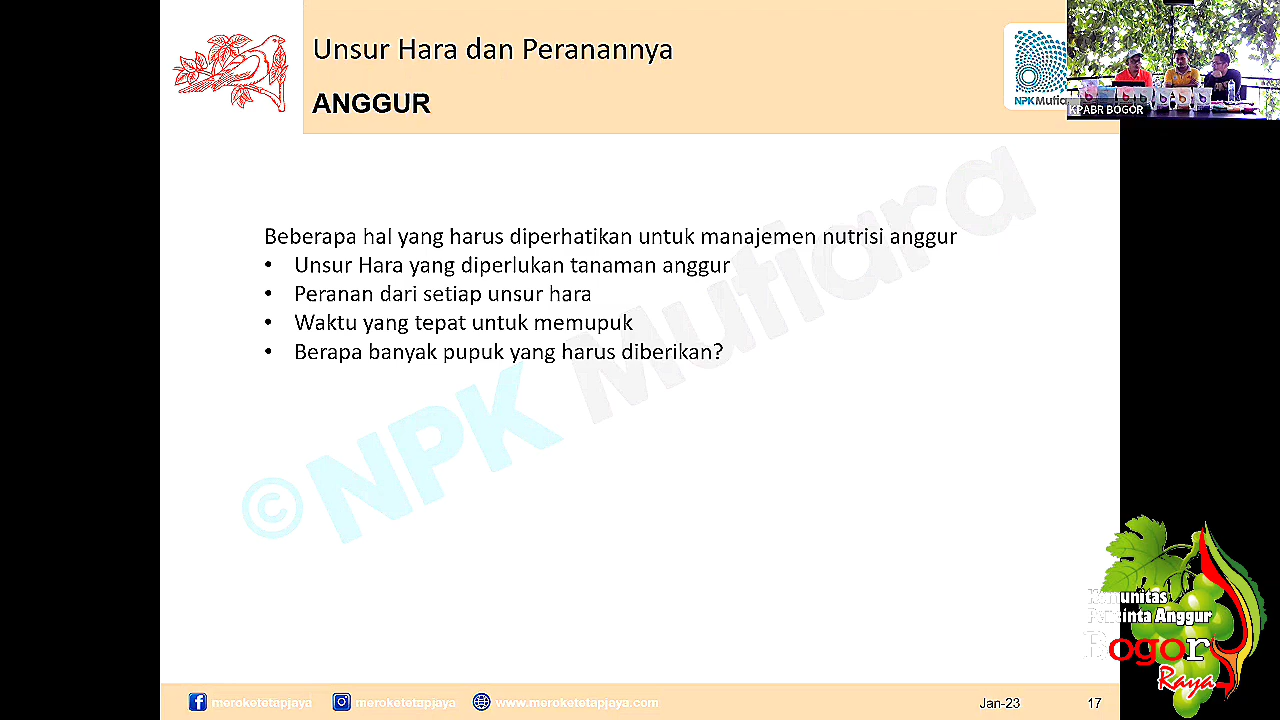 Unsur Hara dan Peranannya
ANGGUR
NPK
KPABR BOGOR
Beberapa hal yang harus diperhatikan untuk manajemen nutrisi anggur
• Unsur Hara yang diperlukan tanaman anggur
• Peranan dari setiap unsur hara
• Waktu yang tepat untuk memupuk
• Berapa banyak pupuk yang harus diberikan?
© NPK Mutiara
Komunitas
Pencinta Anggur
Bogor
Raya
meroketetapjaya
meroketetapjaya
www.meroketetapjaya.com
Jan-23
17